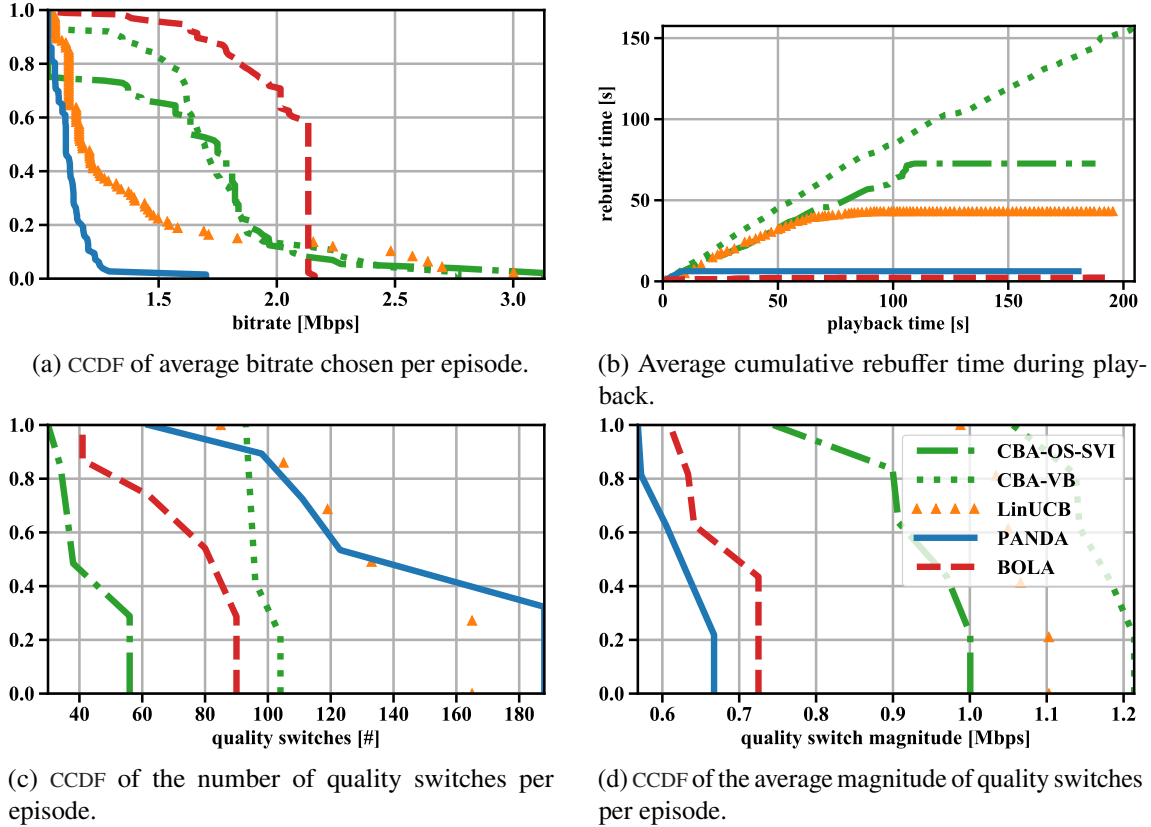 1.0
0.8
0.6
0.4
0.2
0.0
1.5
2.0
2.5
3.0
bitrate [Mbps]
(a) CCDF of average bitrate chosen per episode.
150
100
50
0
rebuffer time [s]
0
50
100
150
200
playback time [s]
(b) Average cumulative rebuffer time during play-
back.
1.0
0.8
0.6
0.4
0.2
0.0
40
60
80
100
120
140
160
180
quality switches [#]
(c) CCDF of the number of quality switches per
episode.
1.0
0.8
0.6
0.4
0.2
0.0
CBA-OS-SVI
CBA-VB
LinUCB
PANDA
BOLA
0.6
0.7
0.8
0.9
1.0
1.1
1.2
quality switch magnitude [Mbps]
(d) CCDF of the average magnitude of quality switches
per episode.